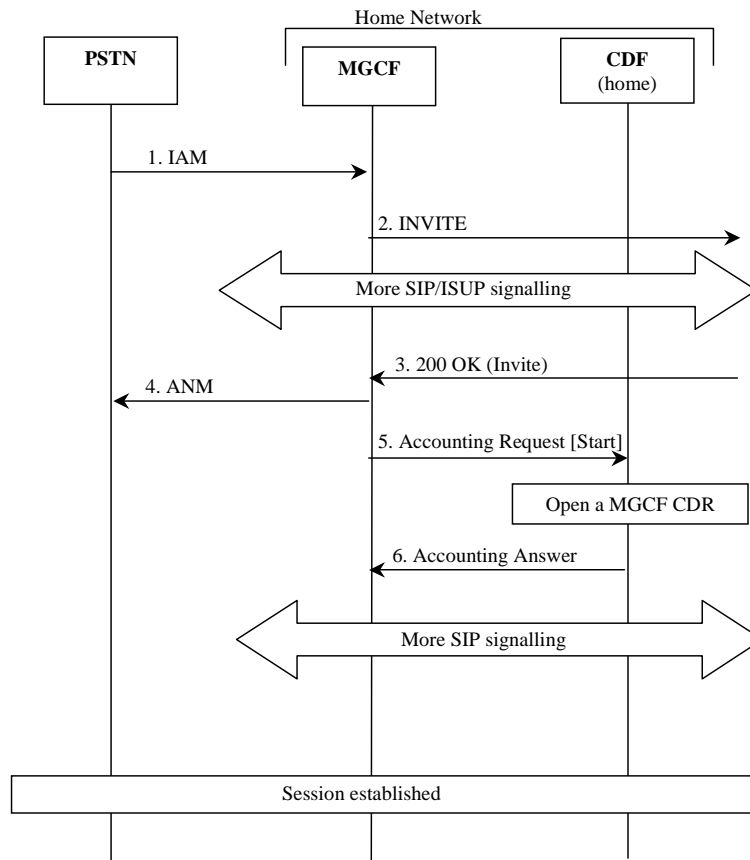 Home Network
PSTN
MGCF
CDF
(home)
1. IAM
2. INVITE
More SIP/ISUP signalling
3. 200 OK (Invite)
4. ANM
5. Accounting Request [Start]
Open a MGCF CDR
6. Accounting Answer
More SIP signalling
Session established